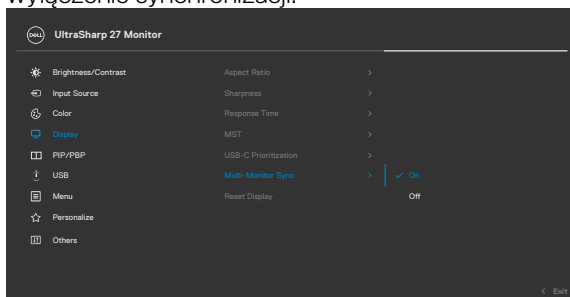 wyłączenie synchronizacji.
DELL UltraSharp 27 Monitor
Brightness/Contrast Aspect Ratio >
Input Source Sharpness >
Color Response Time >
Display MST >
PIP/PBP USB-C Prioritization >
USB Multi-Monitor Sync > ✓ On
Menu Reset Display Off
Personalize
Others
< Exit